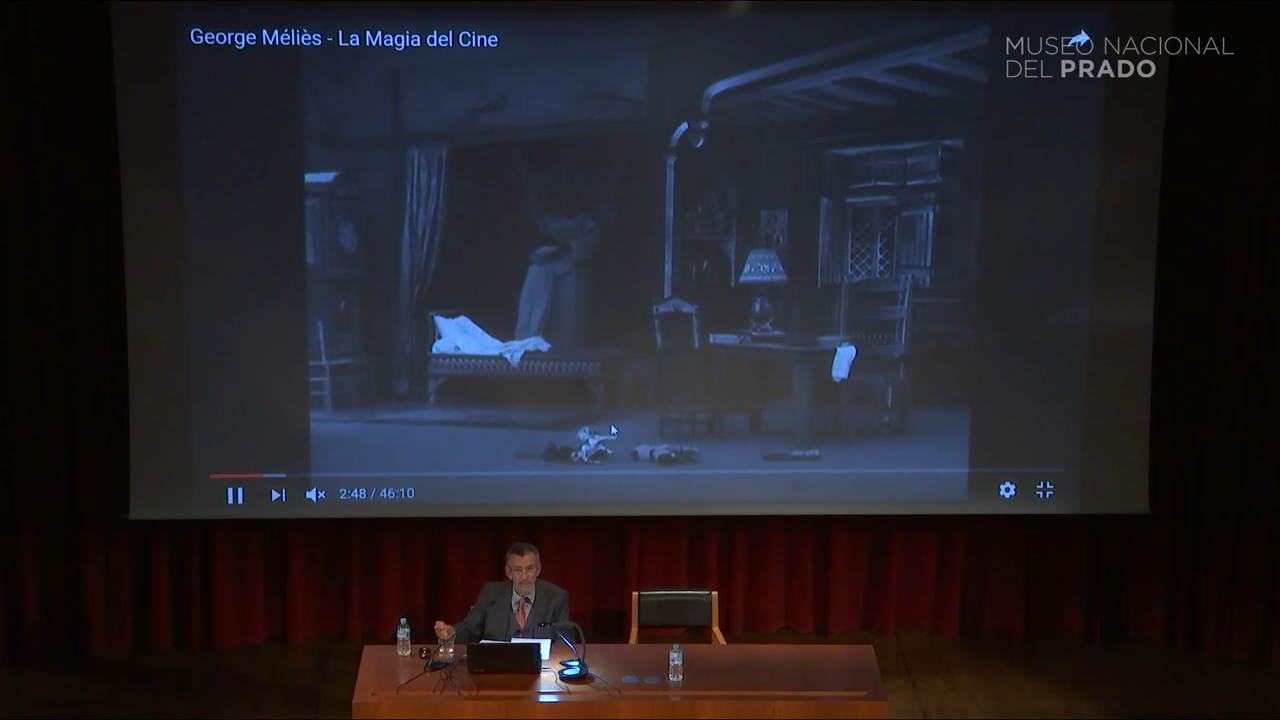 George Méliès - La Magia del Cine
MUSEO NACIONAL
DEL PRADO
2:48 / 46:10